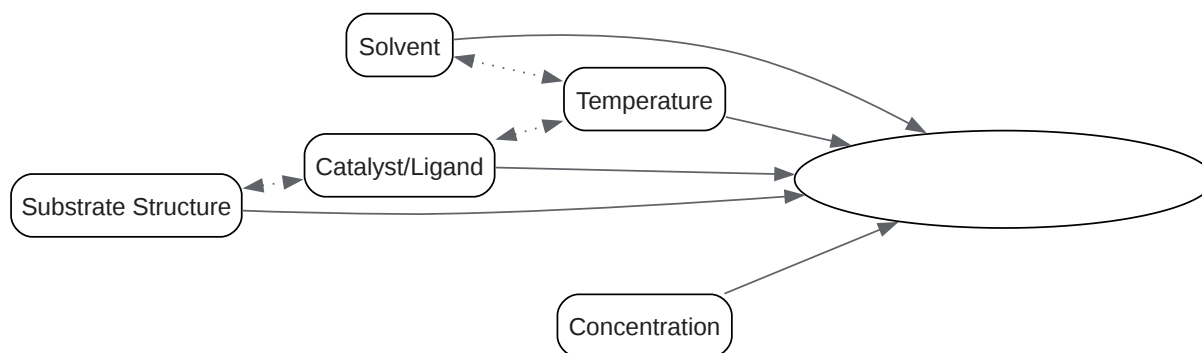 Solvent
Temperature
Catalyst/Ligand
Substrate Structure
Concentration